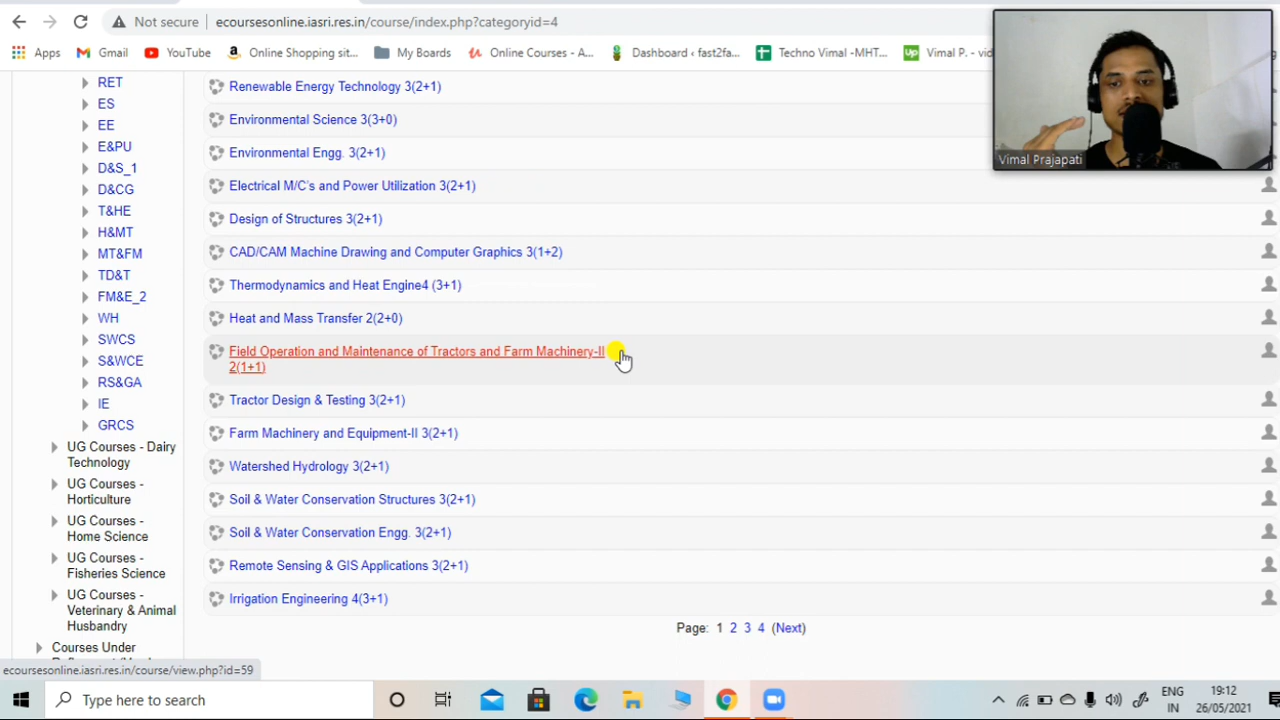 Not secure
ecoursesonline.iasri.res.in/course/index.php?categoryid=4
Apps
Gmail
YouTube
Online Shopping sit...
My Boards
Online Courses - A...
Dashboard ‹ fast2fa...
Techno Vimal -MHT...
Vimal P. - vid
Vimal Prajapati
RET
ES
EE
E&PU
D&S_1
D&CG
T&HE
H&MT
MT&FM
TD&T
FM&E_2
WH
SWCS
S&WCE
RS&GA
IE
GRCS
UG Courses - Dairy
Technology
UG Courses -
Horticulture
UG Courses -
Home Science
UG Courses -
Fisheries Science
UG Courses -
Veterinary & Animal
Husbandry
Courses Under
Renewable Energy Technology 3(2+1)
Environmental Science 3(3+0)
Environmental Engg. 3(2+1)
Electrical M/C's and Power Utilization 3(2+1)
Design of Structures 3(2+1)
CAD/CAM Machine Drawing and Computer Graphics 3(1+2)
Thermodynamics and Heat Engine4 (3+1)
Heat and Mass Transfer 2(2+0)
Field Operation and Maintenance of Tractors and Farm Machinery-II
2(1+1)
Tractor Design & Testing 3(2+1)
Farm Machinery and Equipment-II 3(2+1)
Watershed Hydrology 3(2+1)
Soil & Water Conservation Structures 3(2+1)
Soil & Water Conservation Engg. 3(2+1)
Remote Sensing & GIS Applications 3(2+1)
Irrigation Engineering 4(3+1)
Page: 1 2 3 4 (Next)
ecoursesonline.iasri.res.in/course/view.php?id=59
Type here to search
ENG
IN
19:12
26/05/2021